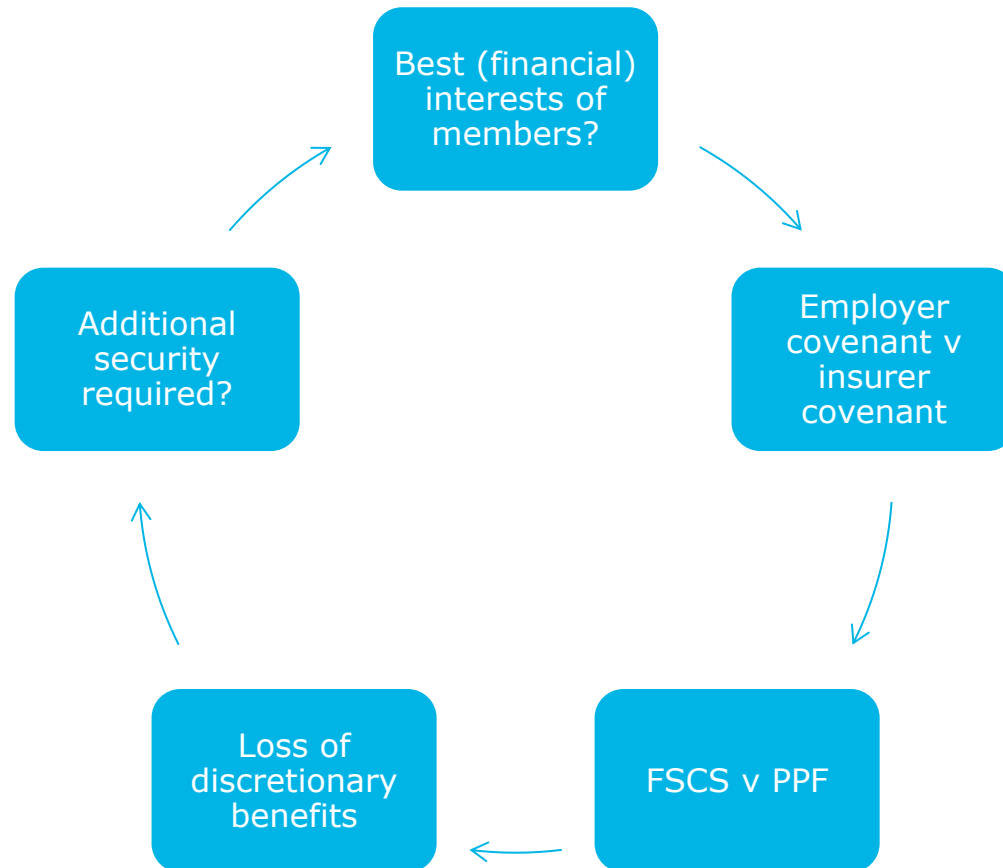 Best (financial)
interests of
members?
Employer
covenant v
insurer
covenant
FSCS v PPF
Loss of
discretionary
benefits
Additional
security
required?